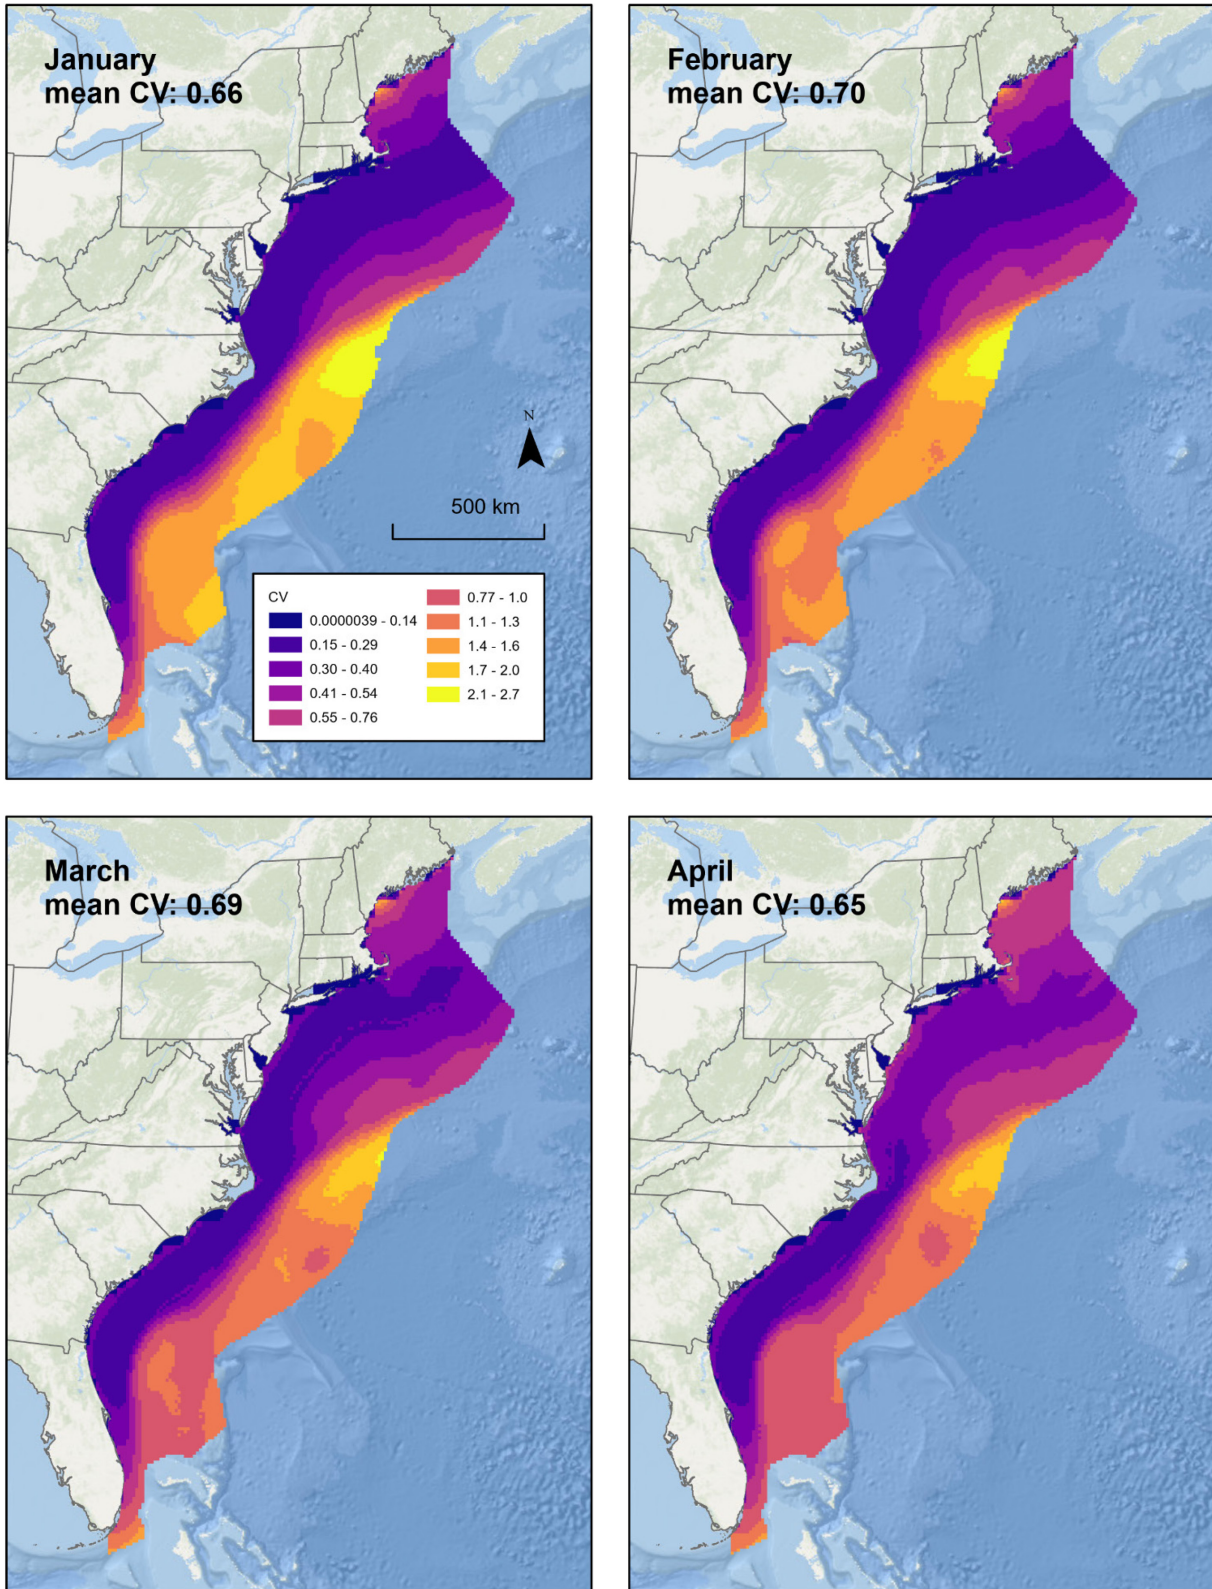 January
mean CV: 0.66
February
mean CV: 0.70
N
500 km
CV
0.0000039 - 0.14
0.15 - 0.29
0.30 - 0.40
0.41 - 0.54
0.55 - 0.76
0.77 - 1.0
1.1 - 1.3
1.4 - 1.6
1.7 - 2.0
2.1 - 2.7
March
mean CV: 0.69
April
mean CV: 0.65